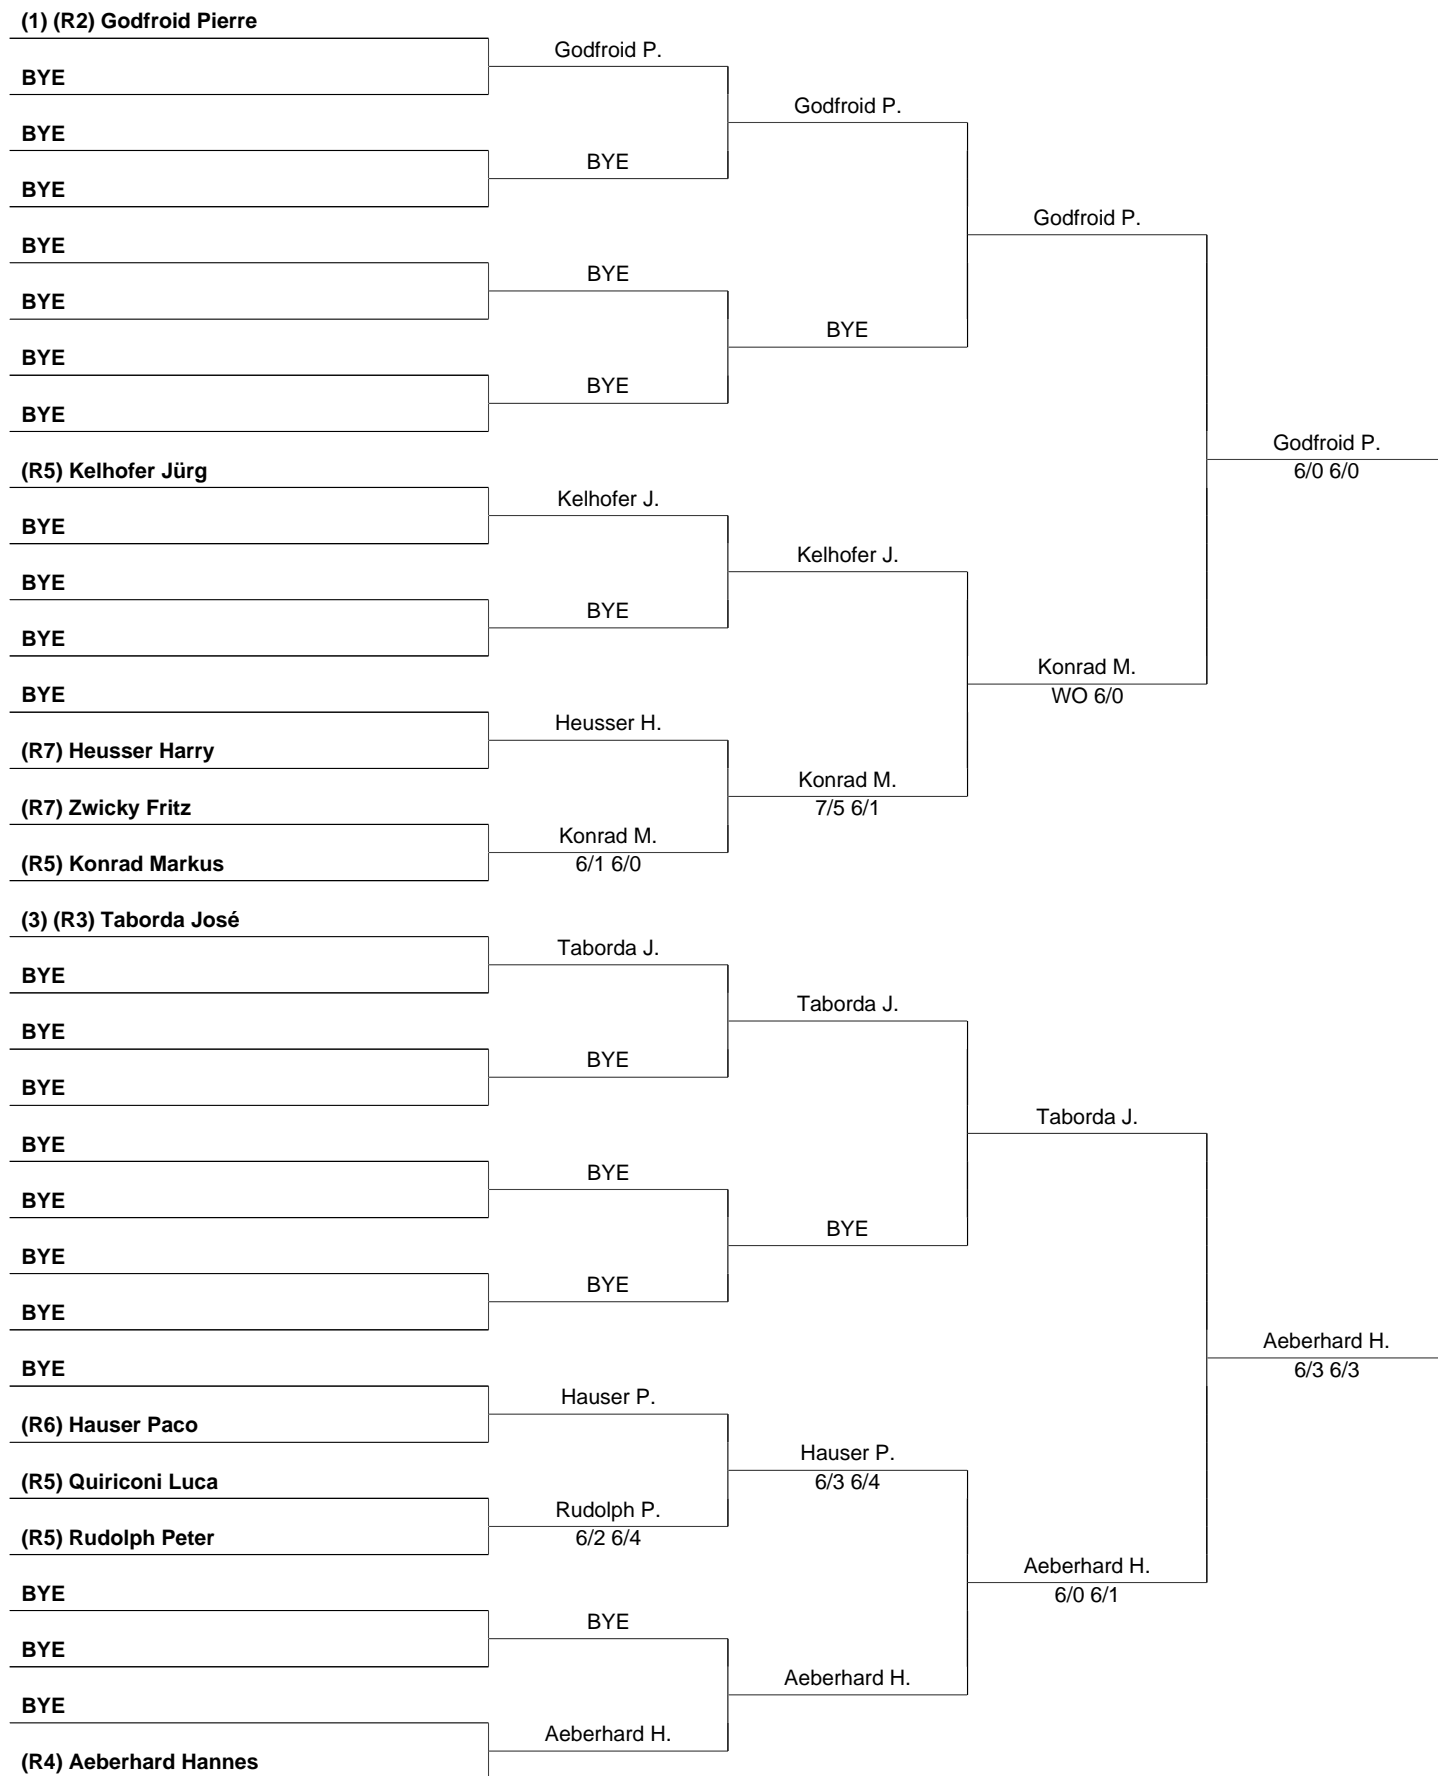 (1) (R2) Godfroid Pierre
Godfroid P.
BYE
Godfroid P.
BYE
BYE
BYE
Godfroid P.
BYE
BYE
BYE
BYE
BYE
BYE
BYE
Godfroid P.
6/0 6/0
(R5) Kelhofer Jürg
Kelhofer J.
BYE
Kelhofer J.
BYE
BYE
BYE
Konrad M.
WO 6/0
BYE
Heusser H.
(R7) Heusser Harry
Konrad M.
7/5 6/1
(R7) Zwicky Fritz
Konrad M.
6/1 6/0
(R5) Konrad Markus
(3) (R3) Taborda José
Taborda J.
BYE
Taborda J.
BYE
BYE
BYE
Taborda J.
BYE
BYE
BYE
BYE
BYE
BYE
BYE
Aeberhard H.
6/3 6/3
BYE
Hauser P.
(R6) Hauser Paco
Hauser P.
6/3 6/4
(R5) Quiriconi Luca
Rudolph P.
6/2 6/4
(R5) Rudolph Peter
Aeberhard H.
6/0 6/1
BYE
BYE
BYE
Aeberhard H.
BYE
Aeberhard H.
(R4) Aeberhard Hannes